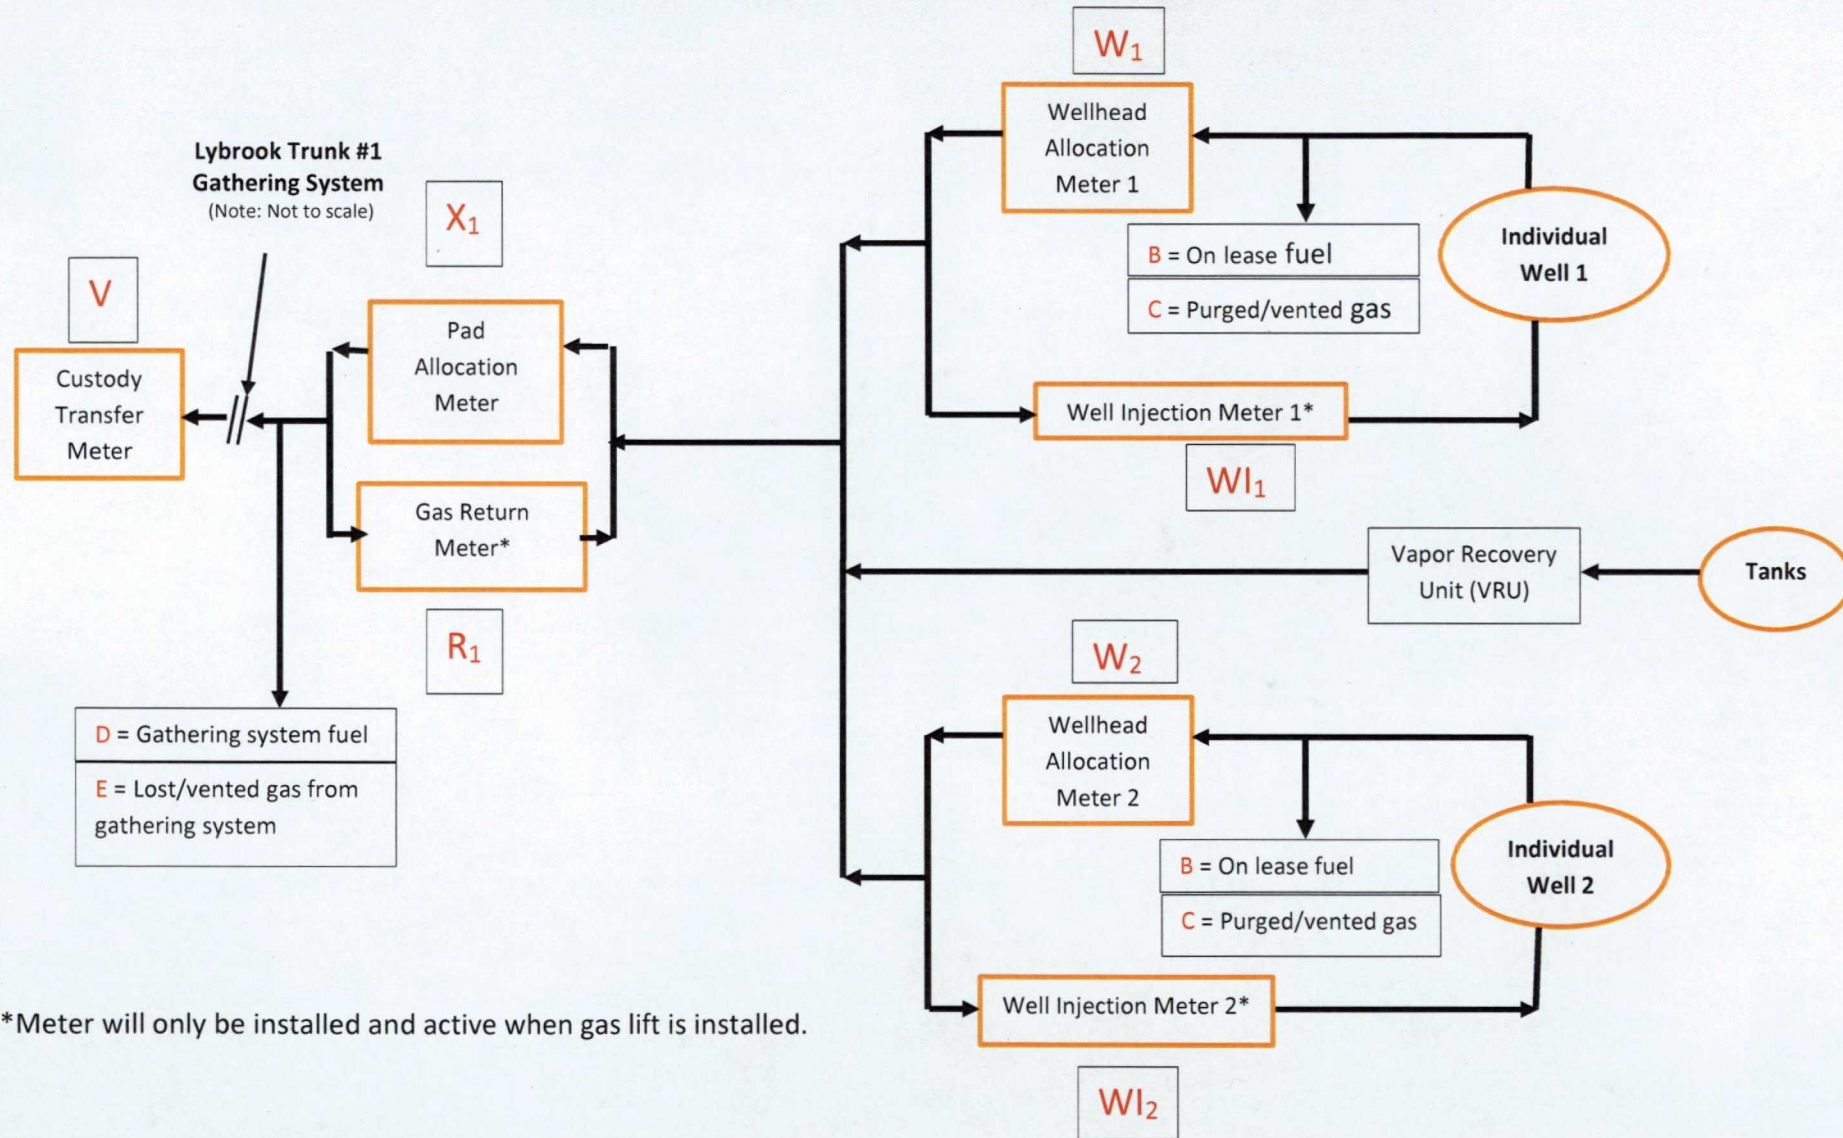 W₁
Wellhead
Allocation
Meter 1
Lybrook Trunk #1
Gathering System
(Note: Not to scale)
X₁
B = On lease fuel
C = Purged/vented gas
Individual
Well 1
V
Custody
Transfer
Meter
Pad
Allocation
Meter
Well Injection Meter 1*
WI₁
Gas Return
Meter*
R₁
Vapor Recovery
Unit (VRU)
Tanks
W₂
Wellhead
Allocation
Meter 2
D = Gathering system fuel
E = Lost/vented gas from
gathering system
B = On lease fuel
C = Purged/vented gas
Individual
Well 2
Well Injection Meter 2*
WI₂
*Meter will only be installed and active when gas lift is installed.